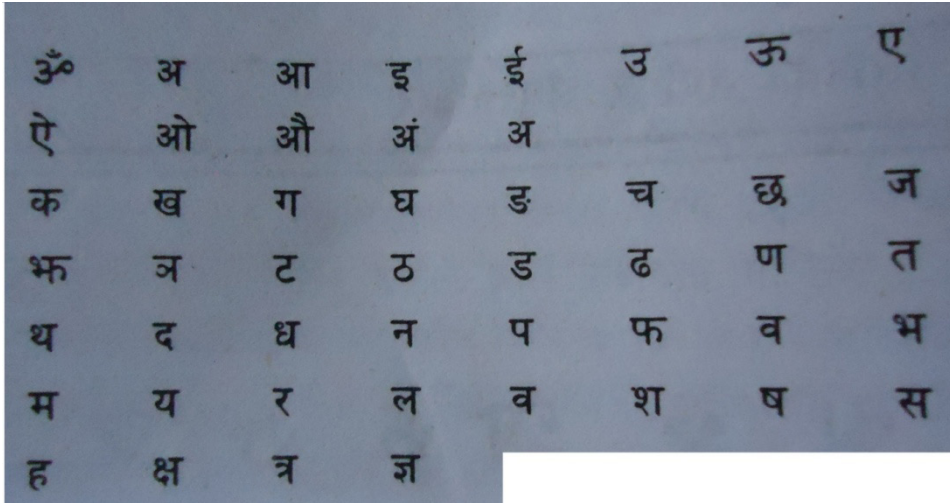 ॐ अ आ इ ई उ ऊ ए
ऐ ओ औ अं अ
क ख ग घ ङ च छ ज
झ ञ ट ठ ड ढ ण त
थ द ध न प फ व भ
म य र ल व श ष स
ह क्ष त्र ज्ञ